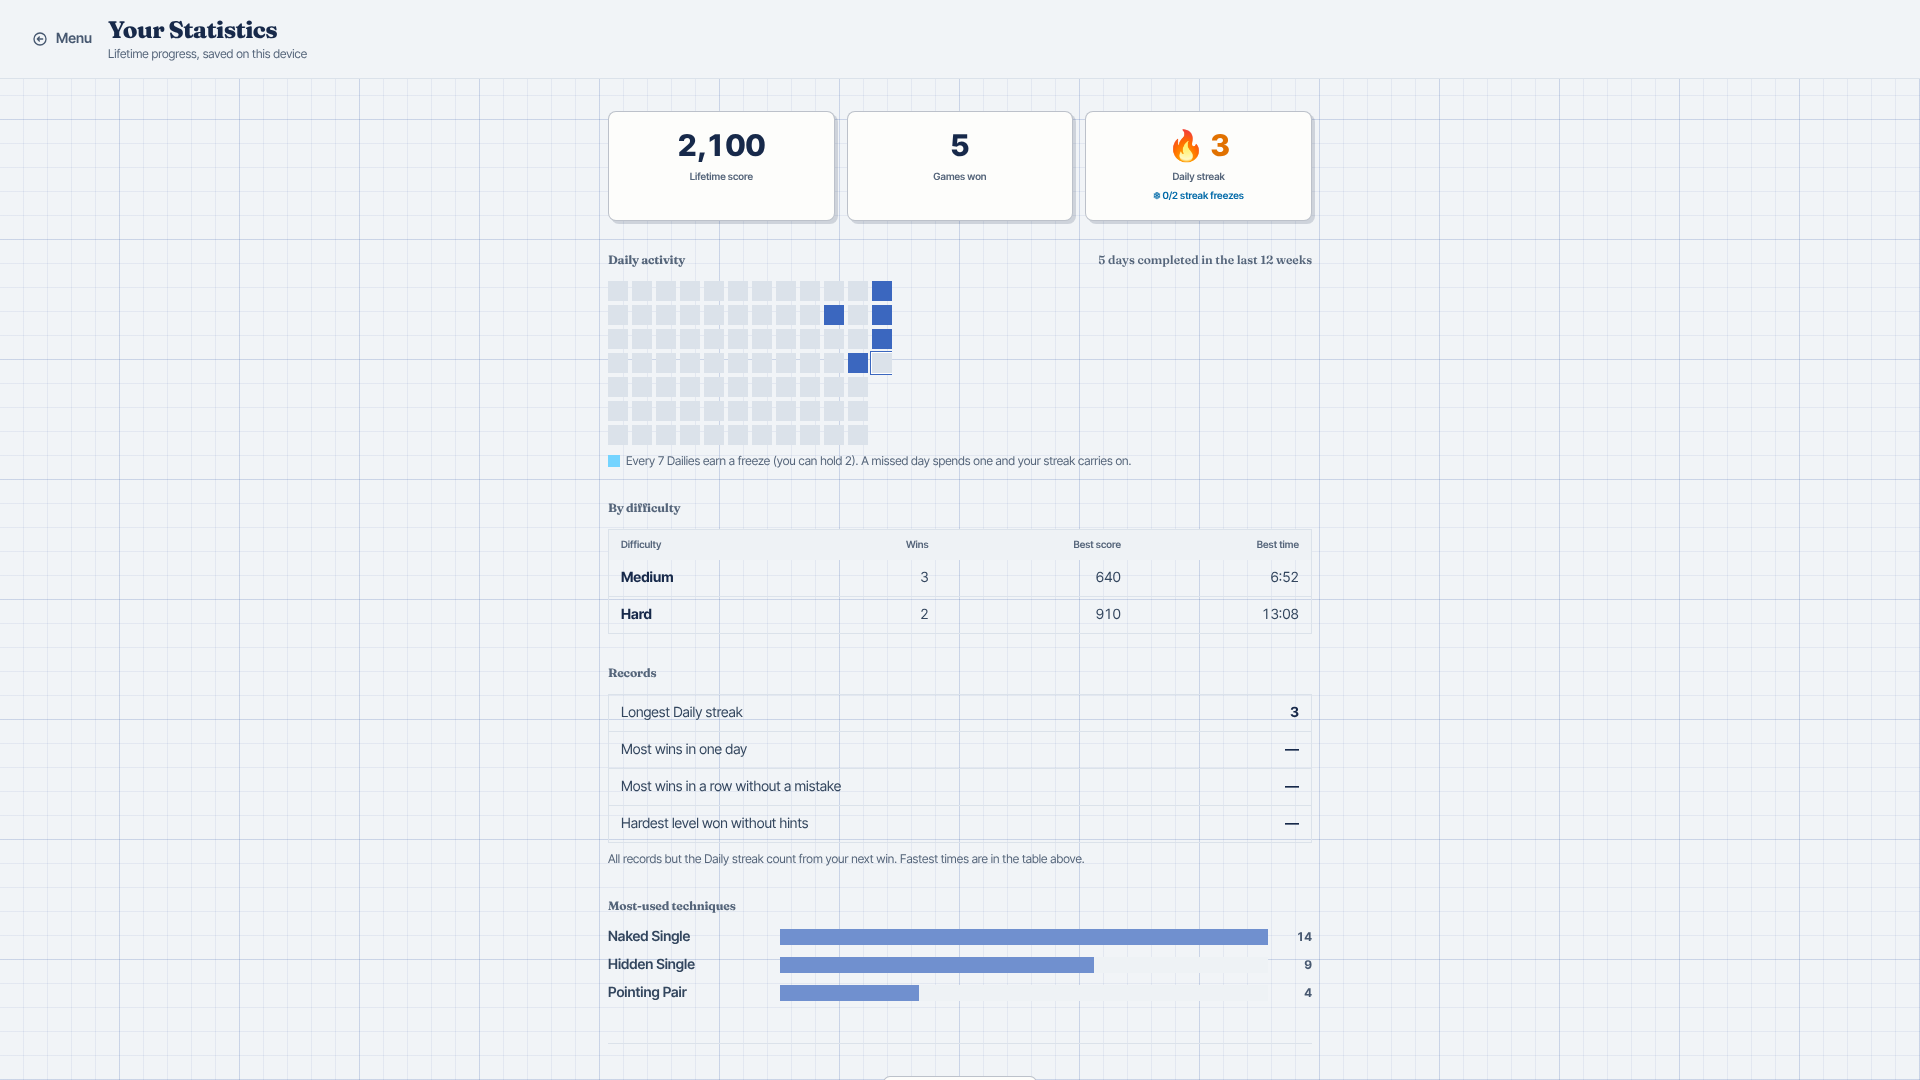 Menu
Your Statistics
Lifetime progress, saved on this device
2,100
Lifetime score
5
Games won
🔥 3
Daily streak
❄ 0/2 streak freezes
Daily activity
5 days completed in the last 12 weeks
Every 7 Dailies earn a freeze (you can hold 2). A missed day spends one and your streak carries on.
By difficulty
Difficulty Wins Best score Best time
Medium 3 640 6:52
Hard 2 910 13:08
Records
Longest Daily streak 3
Most wins in one day —
Most wins in a row without a mistake —
Hardest level won without hints —
All records but the Daily streak count from your next win. Fastest times are in the table above.
Most-used techniques
Naked Single 14
Hidden Single 9
Pointing Pair 4